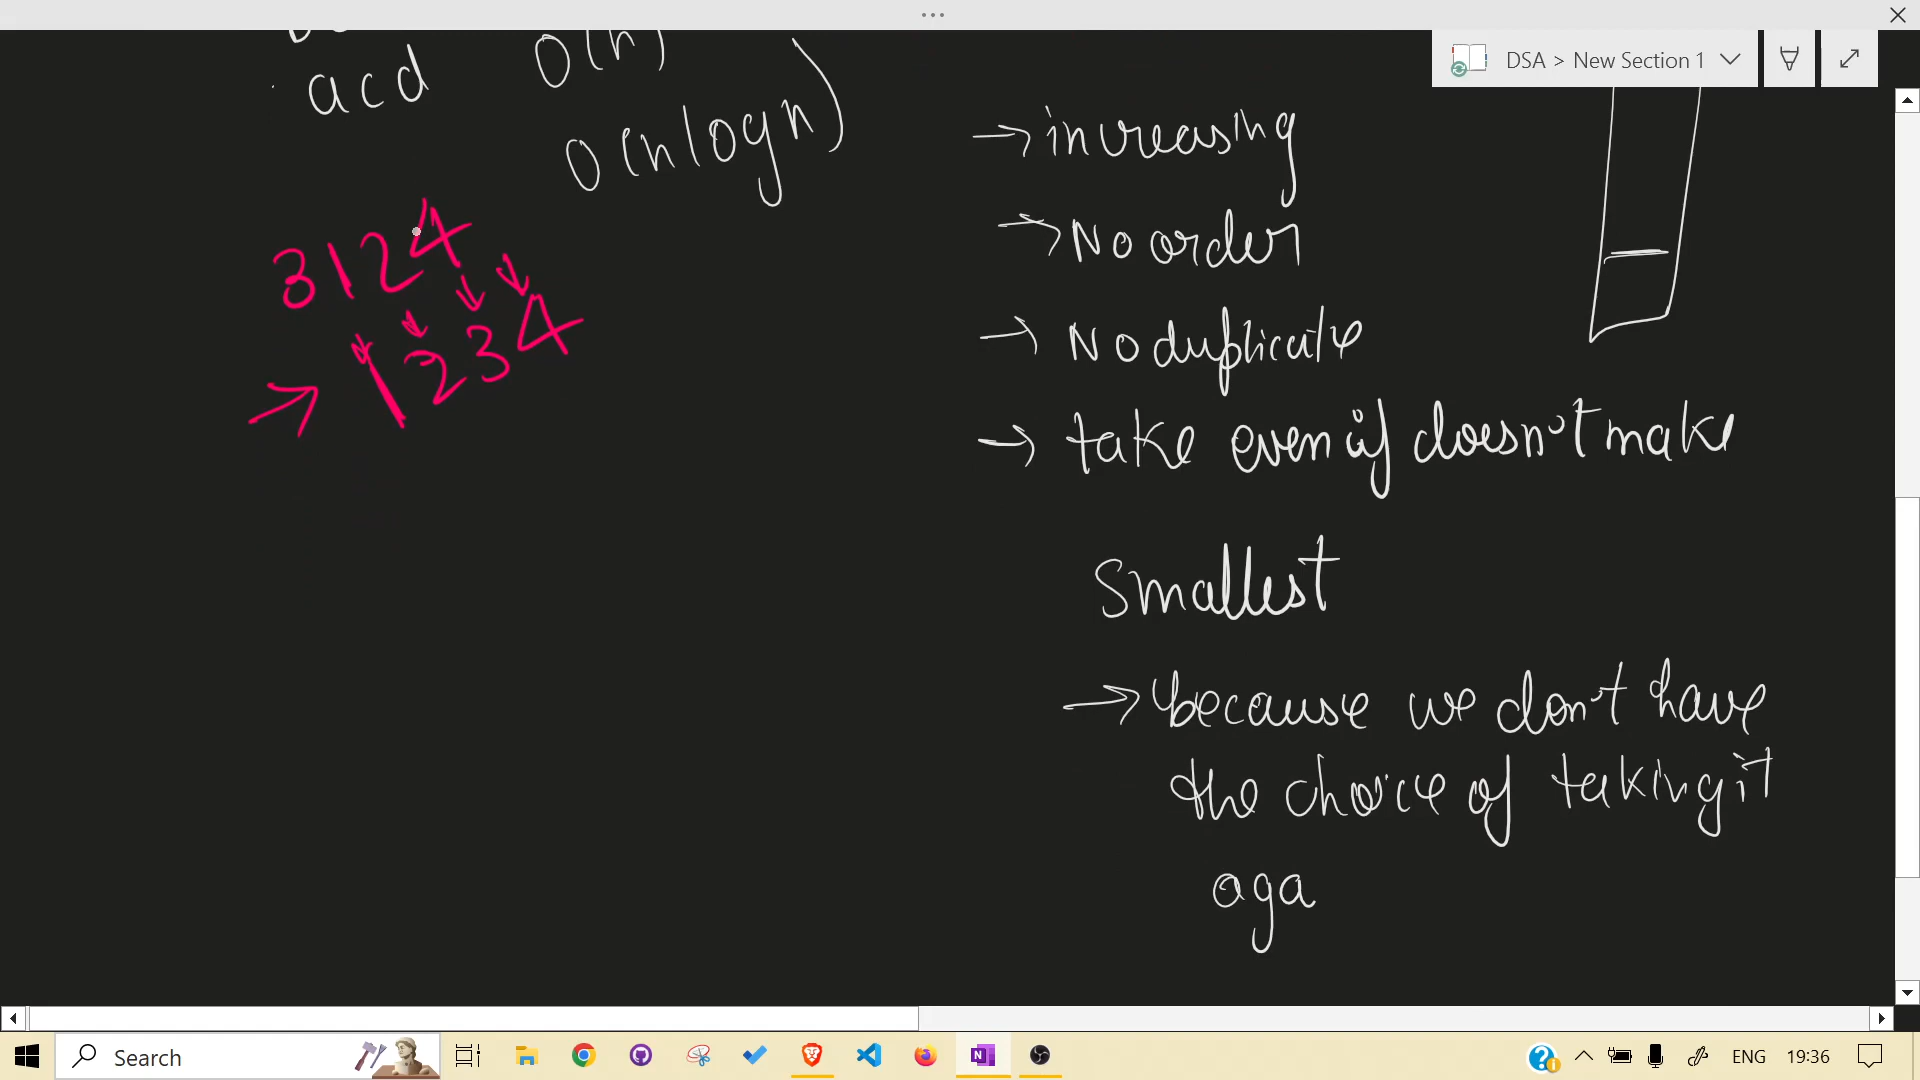 DSA > New Section 1
acd
O(n)
O(nlogn)
3124
→ 1234
→ increasing
→ No order
→ No duplicate
→ take even if doesn't make
Smallest
→ because we don't have
the choice of taking it
aga
Search
ENG
19:36